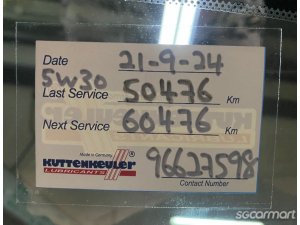 Date 21-9-24
5W30
Last Service 50476 Km
Next Service 60476 Km
Made in Germany
KUTTENKEULER
LUBRICANTS
96627598
Contact Number
sgcarmart